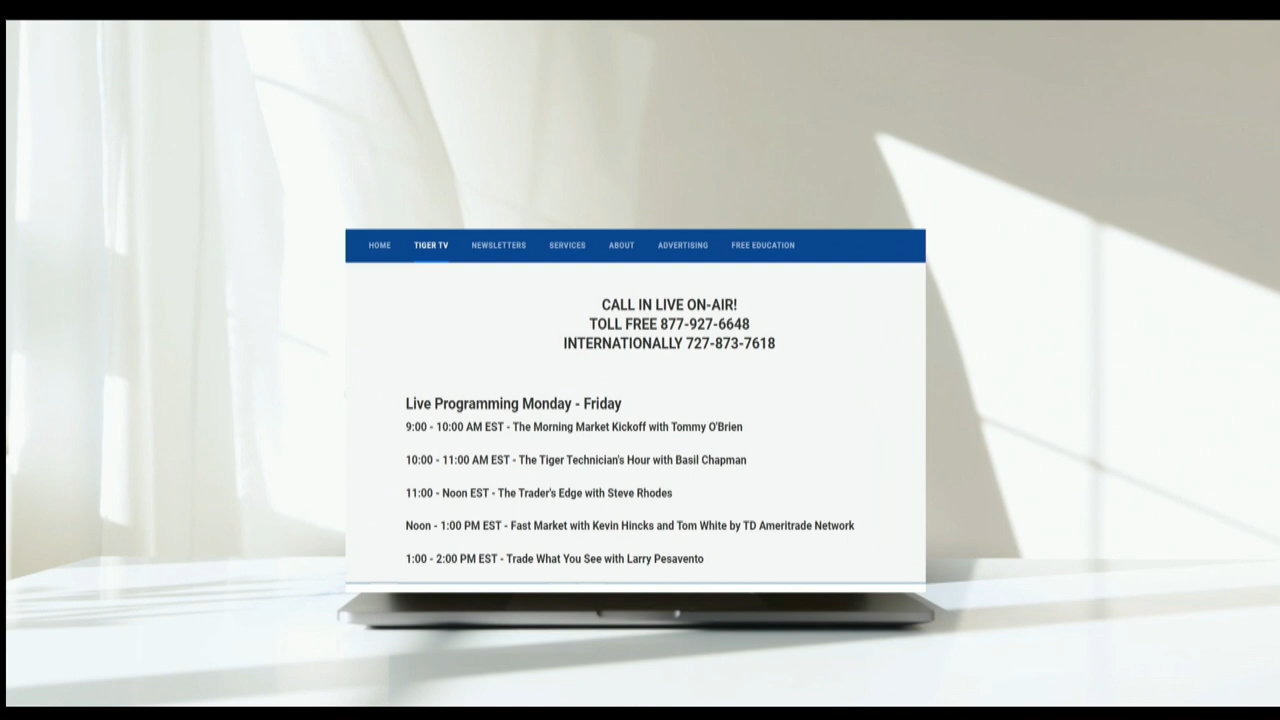 HOME TIGER TV NEWSLETTERS SERVICES ABOUT ADVERTISING FREE EDUCATION
CALL IN LIVE ON-AIR!
TOLL FREE 877-927-6648
INTERNATIONALLY 727-873-7618
Live Programming Monday - Friday
9:00 - 10:00 AM EST - The Morning Market Kickoff with Tommy O'Brien
10:00 - 11:00 AM EST - The Tiger Technician's Hour with Basil Chapman
11:00 - Noon EST - The Trader's Edge with Steve Rhodes
Noon - 1:00 PM EST - Fast Market with Kevin Hincks and Tom White by TD Ameritrade Network
1:00 - 2:00 PM EST - Trade What You See with Larry Pesavento